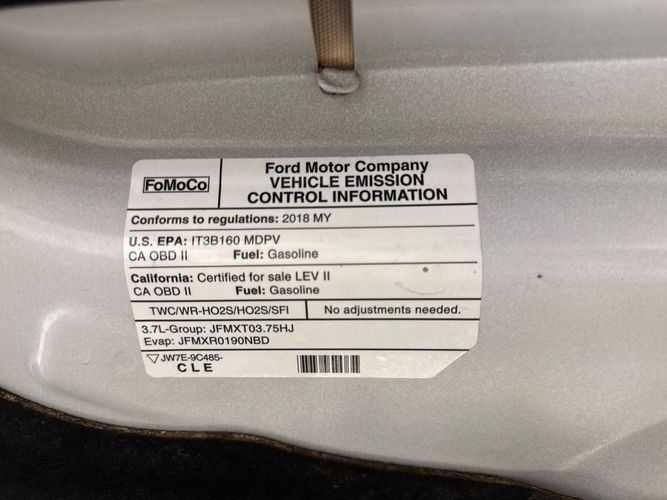 FoMoCo
Ford Motor Company
VEHICLE EMISSION
CONTROL INFORMATION
Conforms to regulations: 2018 MY
U.S. EPA: IT3B160 MDPV
CA OBD II Fuel: Gasoline
California: Certified for sale LEV II
CA OBD II Fuel: Gasoline
TWC/WR-HO2S/HO2S/SFI No adjustments needed.
3.7L-Group: JFMXT03.75HJ
Evap: JFMXR0190NBD
JW7E-9C485-
CLE